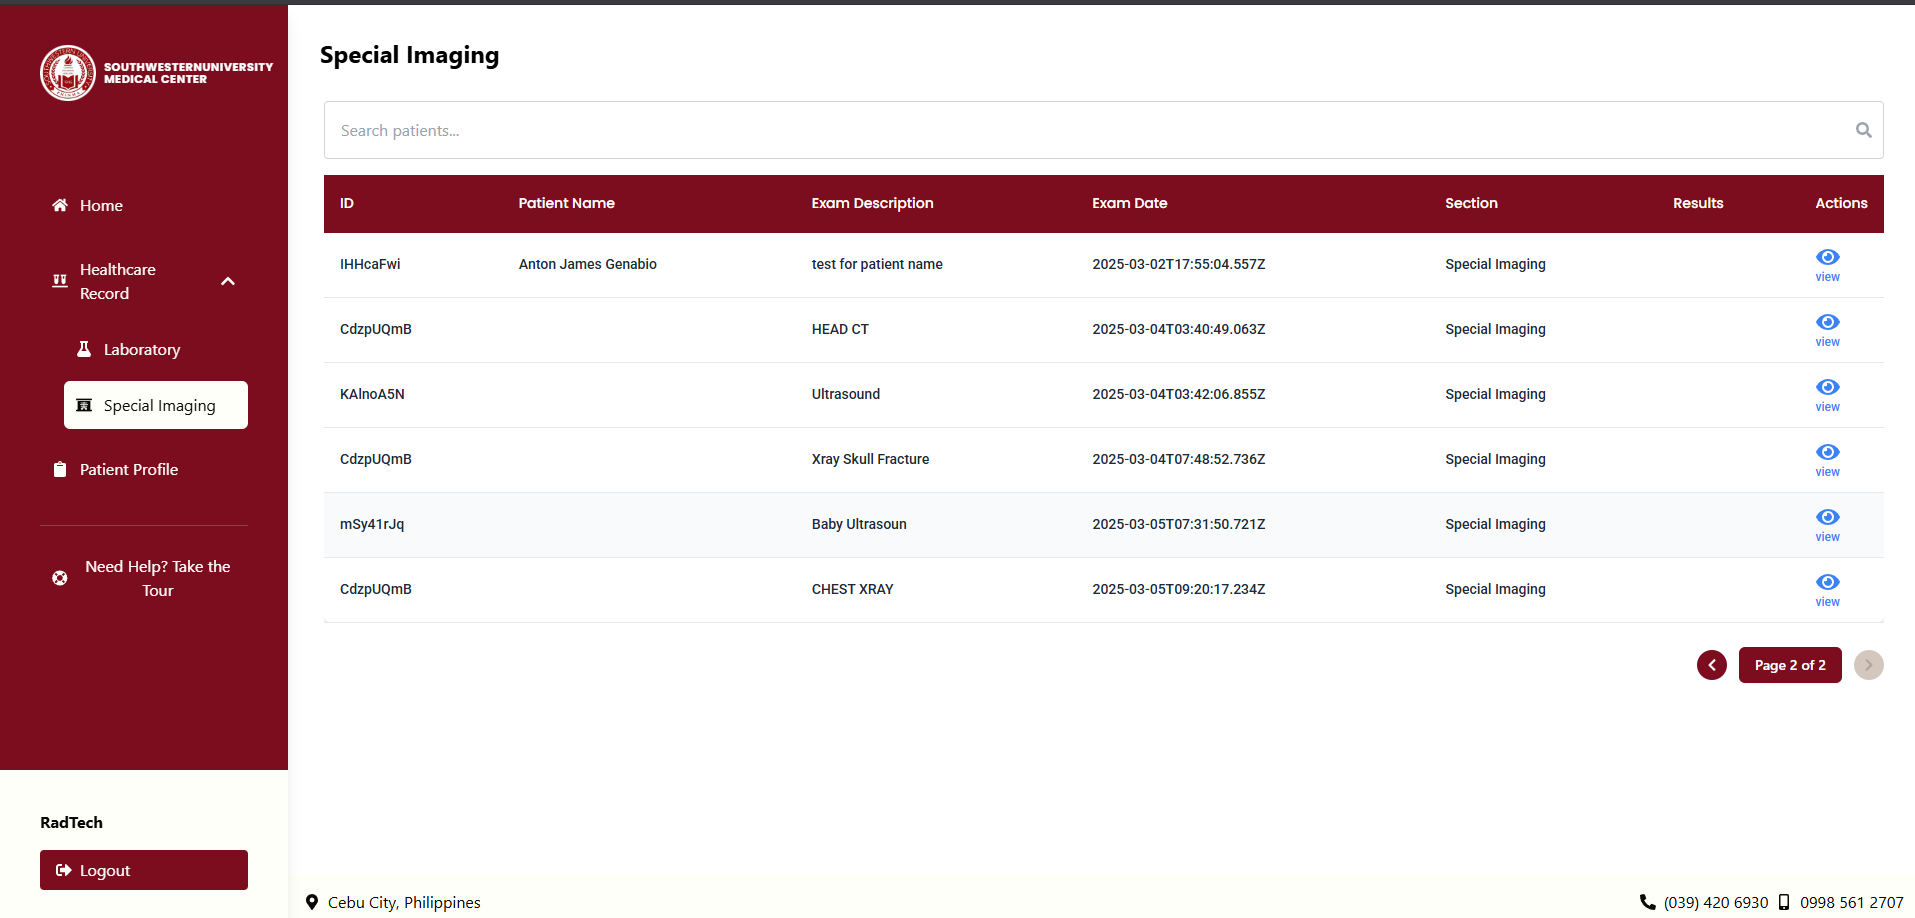 SOUTHWESTERNUNIVERSITY
MEDICAL CENTER
Home
Healthcare
Record
Laboratory
Special Imaging
Patient Profile
Need Help? Take the
Tour
RadTech
Logout
Special Imaging
Search patients...
ID Patient Name Exam Description Exam Date Section Results Actions
IHHcaFwi Anton James Genabio test for patient name 2025-03-02T17:55:04.557Z Special Imaging view
CdzpUQmB HEAD CT 2025-03-04T03:40:49.063Z Special Imaging view
KAlnoA5N Ultrasound 2025-03-04T03:42:06.855Z Special Imaging view
CdzpUQmB Xray Skull Fracture 2025-03-04T07:48:52.736Z Special Imaging view
mSy41rJq Baby Ultrasoun 2025-03-05T07:31:50.721Z Special Imaging view
CdzpUQmB CHEST XRAY 2025-03-05T09:20:17.234Z Special Imaging view
Page 2 of 2
Cebu City, Philippines (039) 420 6930 0998 561 2707